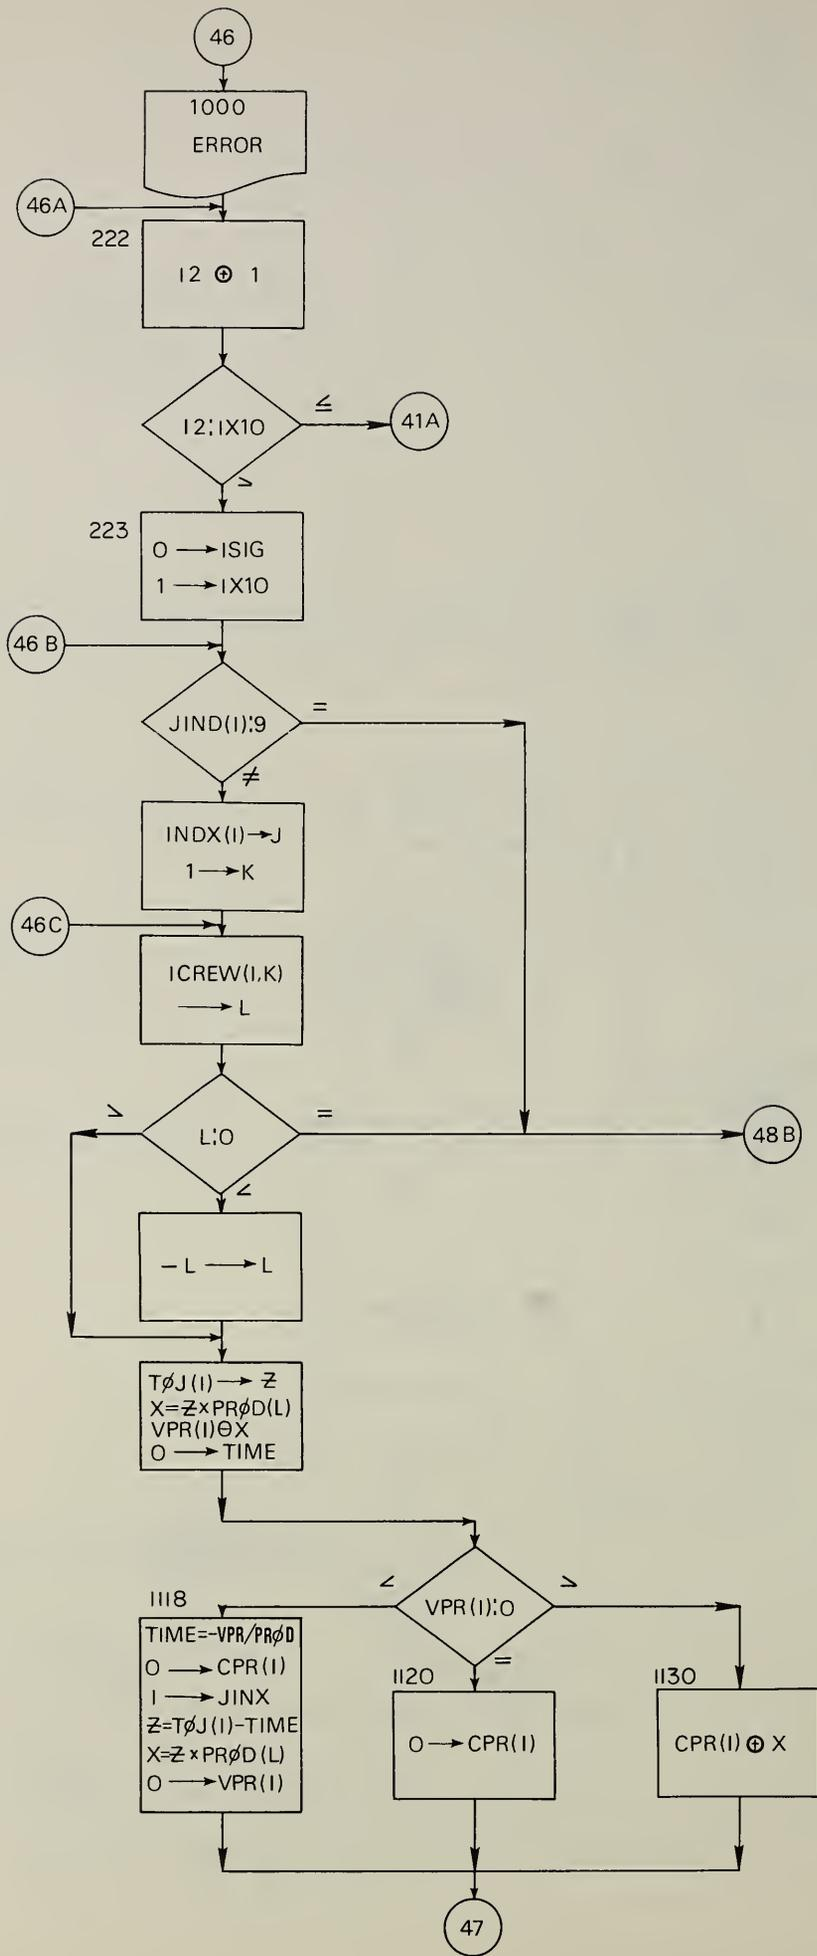 46
1000
ERROR
46A
222
I2 ⊕ 1
I2:IX10
≤
41A
>
223
0 → ISIG
1 → IX10
46 B
JIND(I):9
=
≠
INDX(I)→J
1→K
46C
ICREW(I,K)
→ L
>
L:0
=
48 B
<
–L → L
TØJ(I) → Ƶ
X=Ƶ×PRØD(L)
VPR(I)⊖X
0 → TIME
<
VPR(I):0
>
=
1118
TIME=-VPR/PRØD
0 → CPR(I)
I → JINX
Ƶ=TØJ(I)-TIME
X=Ƶ×PRØD(L)
0 → VPR(I)
1120
0→CPR(I)
1130
CPR(I) ⊕ X
47